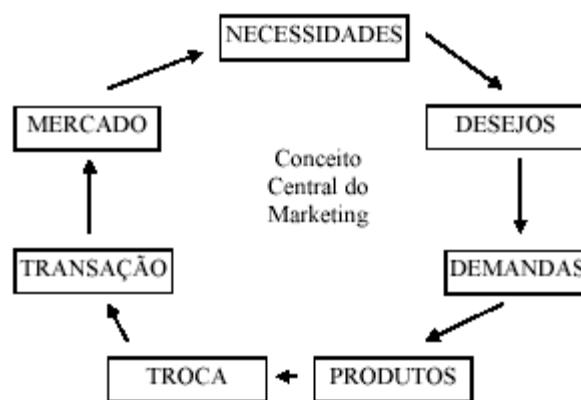 NECESSIDADES
MERCADO
DESEJOS
Conceito
Central do
Marketing
TRANSAÇÃO
DEMANDAS
TROCA
PRODUTOS